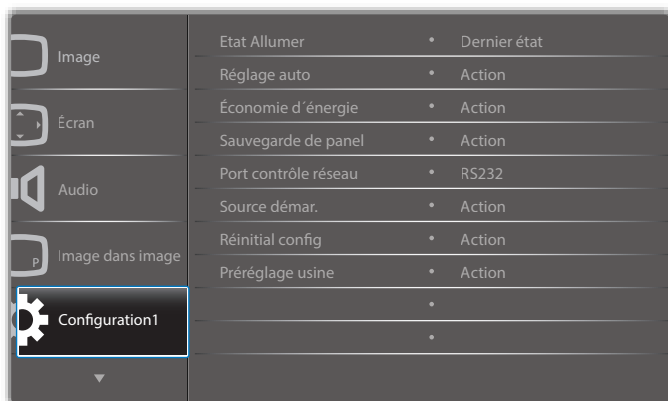 Image
Écran
Audio
P
Image dans image
Configuration1
Etat Allumer • Dernier état
Réglage auto • Action
Économie d´énergie • Action
Sauvegarde de panel • Action
Port contrôle réseau • RS232
Source démar. • Action
Réinitial config • Action
Préréglage usine • Action
•
•